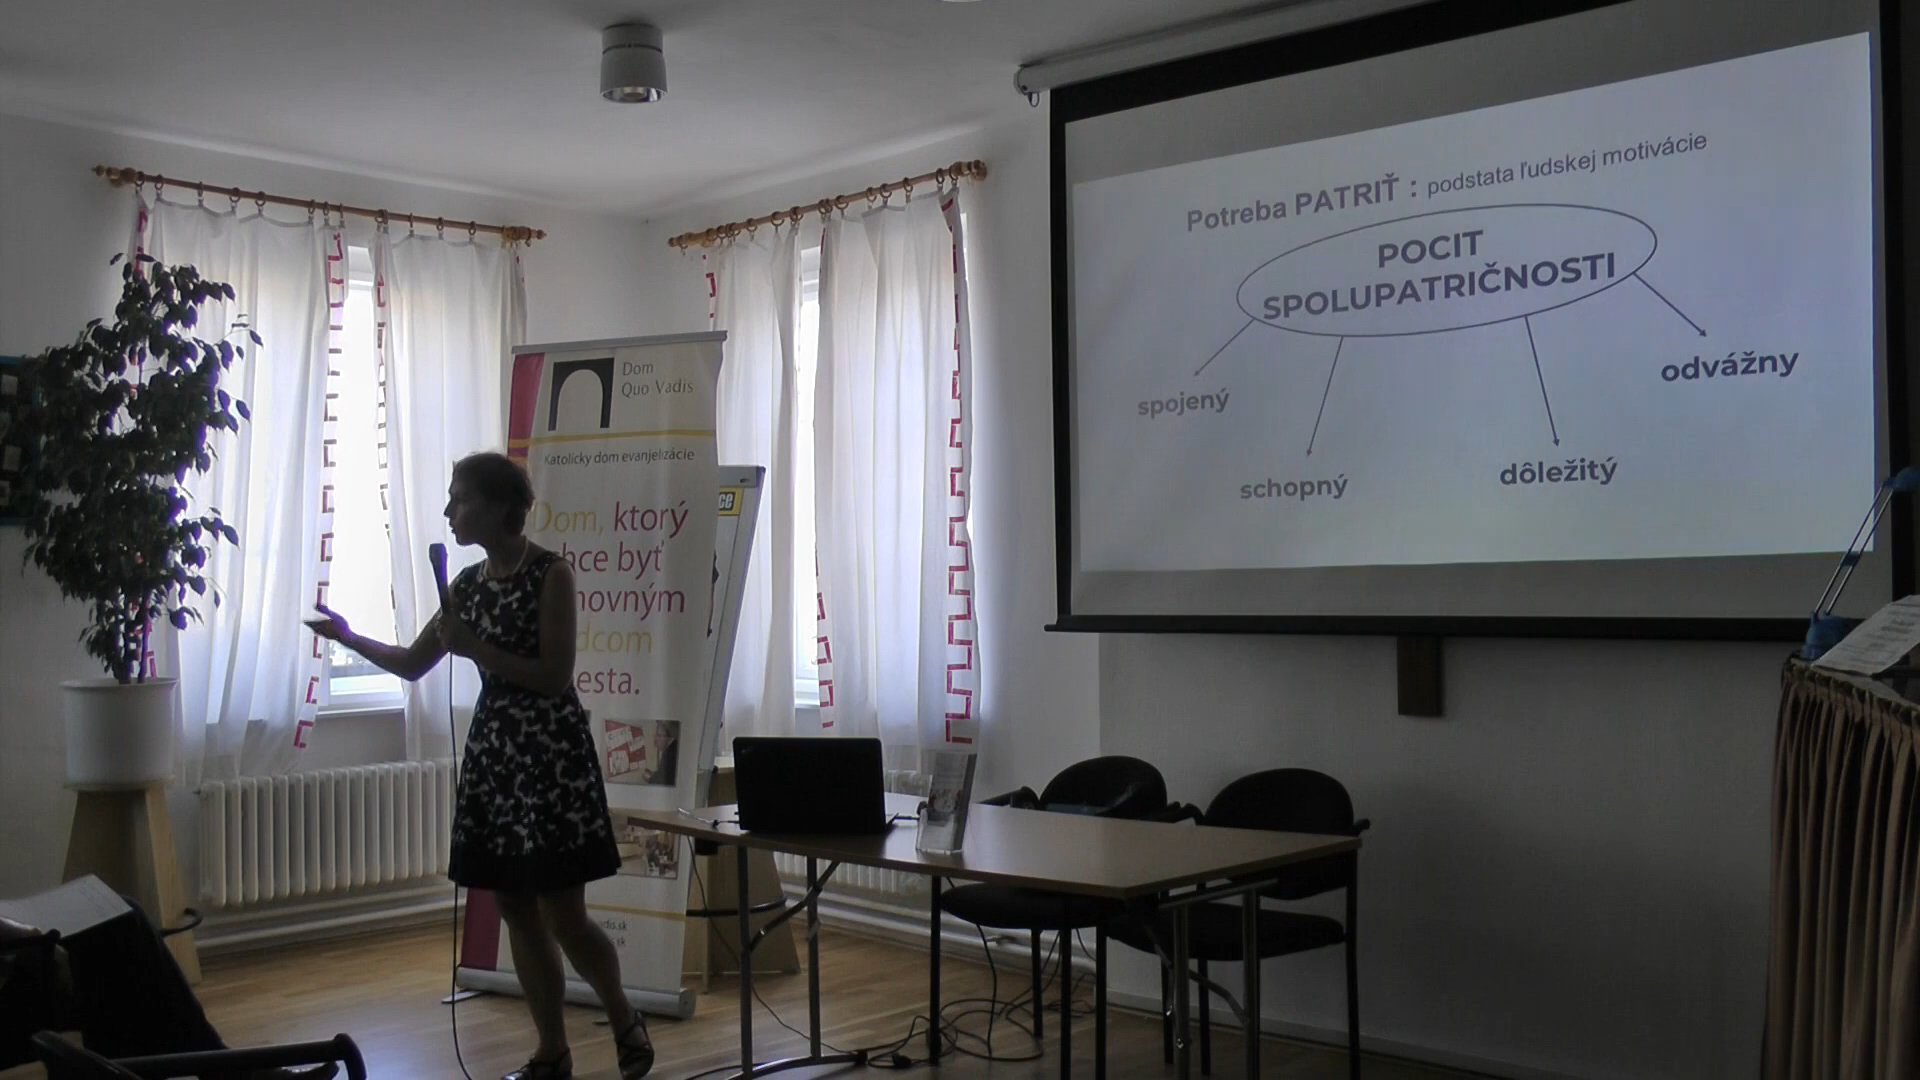 Potreba PATRIŤ : podstata ľudskej motivácie
POCIT
SPOLUPATRIČNOSTI
spojený
schopný
dôležitý
odvážny
Dom
Quo Vadis
Katolícky dom evanjelizácie
Dom, ktorý
byť